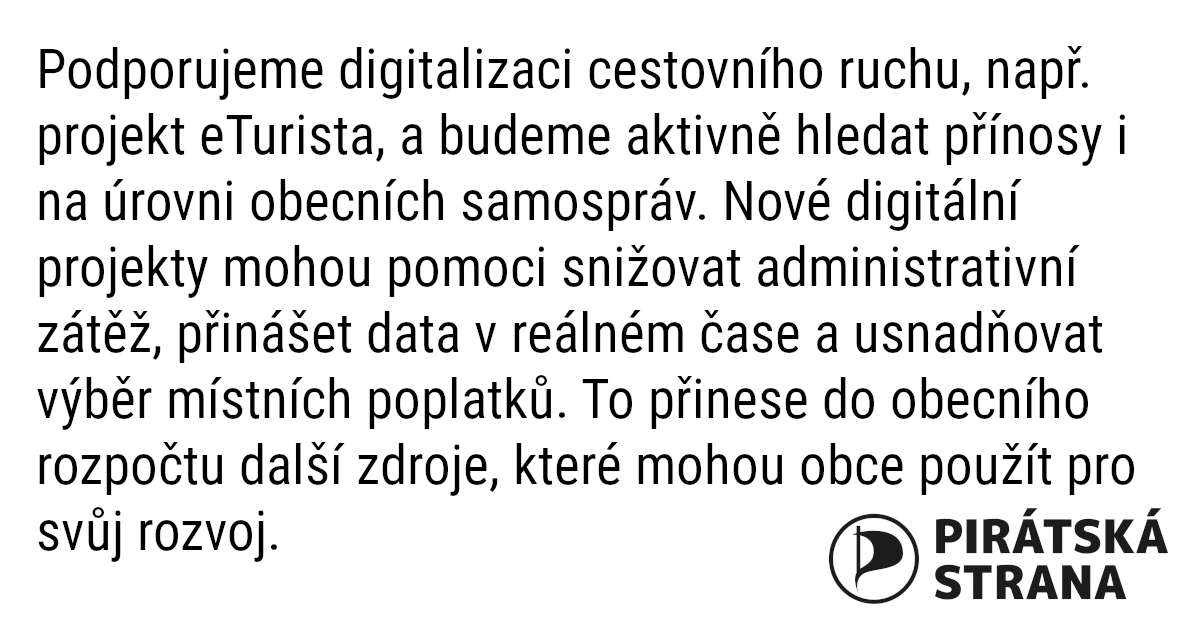 Podporujeme digitalizaci cestovního ruchu, např.
projekt eTurista, a budeme aktivně hledat přínosy i
na úrovni obecních samospráv. Nové digitální
projekty mohou pomoci snižovat administrativní
zátěž, přinášet data v reálném čase a usnadňovat
výběr místních poplatků. To přinese do obecního
rozpočtu další zdroje, které mohou obce použít pro
svůj rozvoj.
PIRÁTSKÁ
STRANA